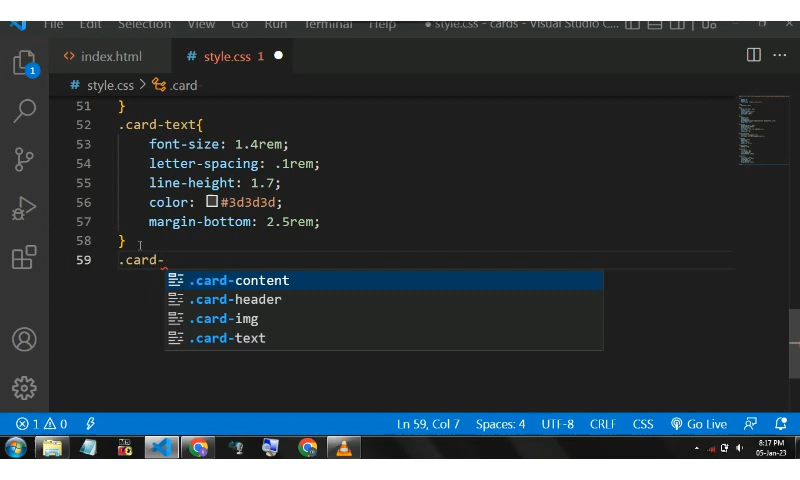 File Edit Selection View Go Run Terminal Help ● style.css - cards - Visual Studio C...
index.html
# style.css 1 ●
# style.css > .card-
51 }
52 .card-text{
53 font-size: 1.4rem;
54 letter-spacing: .1rem;
55 line-height: 1.7;
56 color: #3d3d3d;
57 margin-bottom: 2.5rem;
58 }
59 .card-
.card-content
.card-header
.card-img
.card-text
1
1 0 Ln 59, Col 7 Spaces: 4 UTF-8 CRLF CSS Go Live
8:17 PM
05-Jan-23